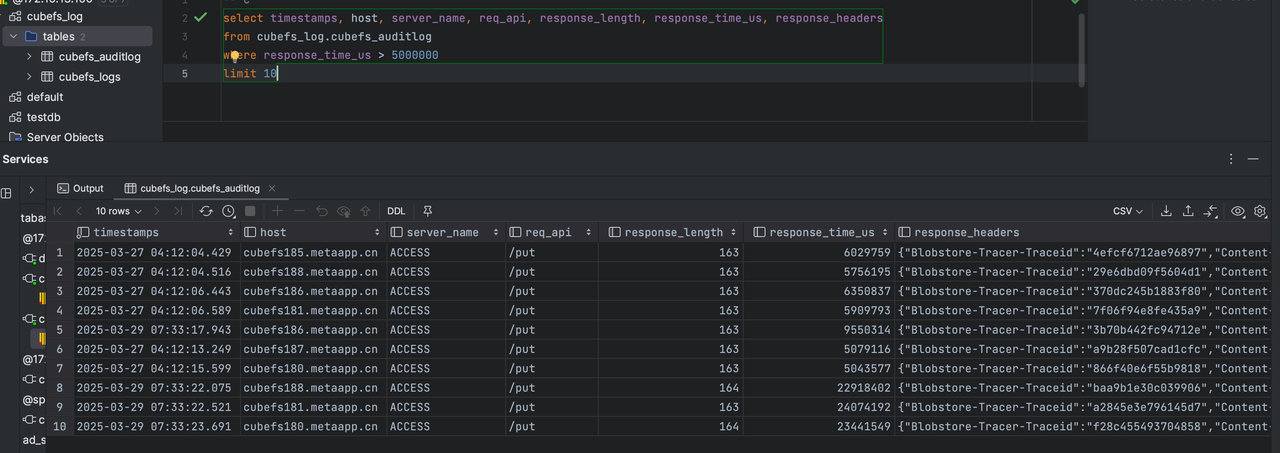 cubefs_log
tables 2
cubefs_auditlog
cubefs_logs
default
testdb
Server Objects
2 select timestamps, host, server_name, req_api, response_length, response_time_us, response_headers
3 from cubefs_log.cubefs_auditlog
4 where response_time_us > 5000000
5 limit 10
Services
Output cubefs_log.cubefs_auditlog
10 rows DDL CSV
timestamps host server_name req_api response_length response_time_us response_headers
1 2025-03-27 04:12:04.429 cubefs185.metaapp.cn ACCESS /put 163 6029759 {"Blobstore-Tracer-Traceid":"4efcf6712ae96897","Content-
2 2025-03-27 04:12:04.516 cubefs188.metaapp.cn ACCESS /put 163 5756195 {"Blobstore-Tracer-Traceid":"29e6dbd09f5604d1","Content-
3 2025-03-27 04:12:06.443 cubefs186.metaapp.cn ACCESS /put 163 6350837 {"Blobstore-Tracer-Traceid":"370dc245b1883f80","Content-
4 2025-03-27 04:12:06.589 cubefs181.metaapp.cn ACCESS /put 163 5909793 {"Blobstore-Tracer-Traceid":"7f06f94e8fe435a9","Content-
5 2025-03-29 07:33:17.943 cubefs186.metaapp.cn ACCESS /put 163 9550314 {"Blobstore-Tracer-Traceid":"3b70b442fc94712e","Content-
6 2025-03-27 04:12:13.249 cubefs187.metaapp.cn ACCESS /put 163 5079116 {"Blobstore-Tracer-Traceid":"a9b28f507cad1cfc","Content-
7 2025-03-27 04:12:15.599 cubefs180.metaapp.cn ACCESS /put 163 5043577 {"Blobstore-Tracer-Traceid":"866f40e6f55b9818","Content-
8 2025-03-29 07:33:22.075 cubefs188.metaapp.cn ACCESS /put 164 22918402 {"Blobstore-Tracer-Traceid":"baa9b1e30c039906","Content-
9 2025-03-29 07:33:22.521 cubefs181.metaapp.cn ACCESS /put 163 24074192 {"Blobstore-Tracer-Traceid":"a2845e3e796145d7","Content-
10 2025-03-29 07:33:23.691 cubefs180.metaapp.cn ACCESS /put 164 23441549 {"Blobstore-Tracer-Traceid":"f28c455493704858","Content-
tabas
@17
d
c
c
@17
c
@sp
c
ad_s